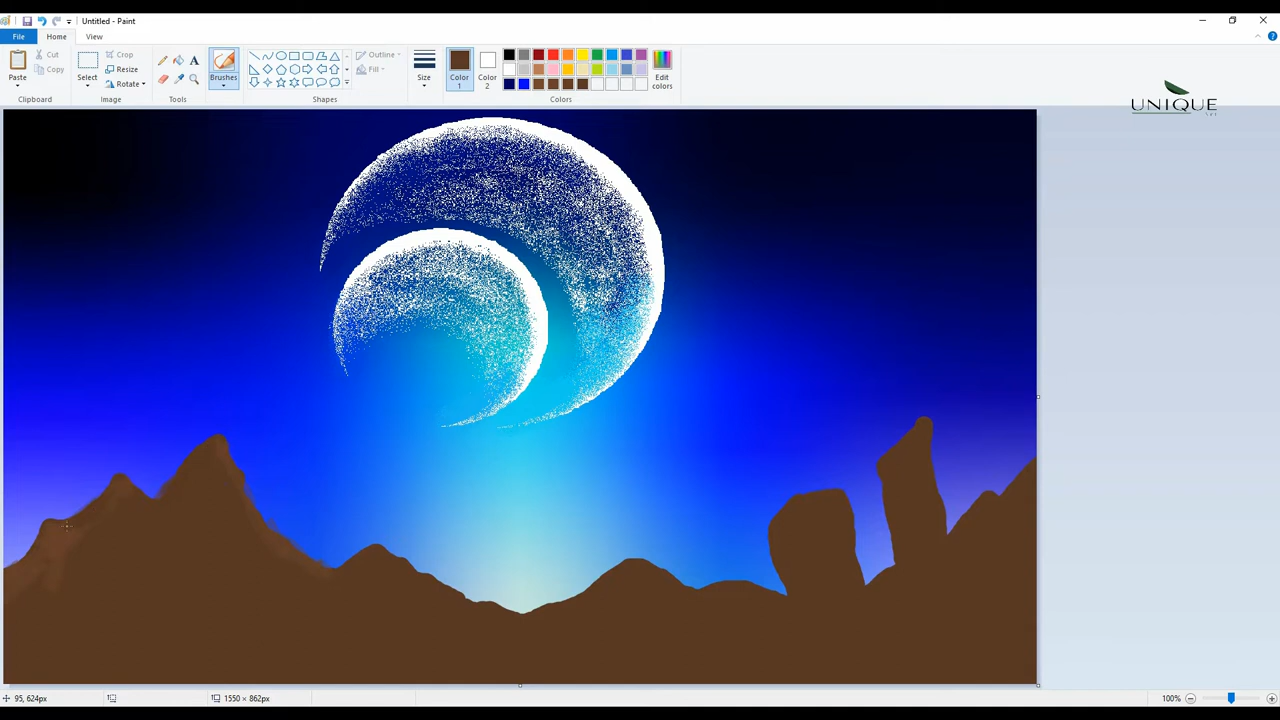 Untitled - Paint
File
Home
View
Paste
Cut
Copy
Clipboard
Select
Crop
Resize
Rotate
Image
Tools
Brushes
Outline
Fill
Shapes
Size
Color
1
Color
2
Edit
colors
Colors
UNIQUE
95, 624px
1550 × 862px
100%